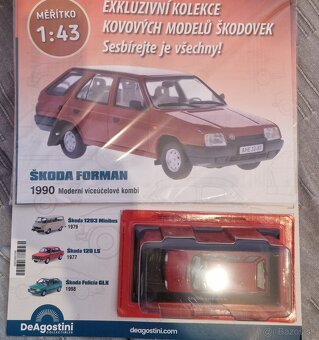 MĚŘÍTKO
1:43
EXKLUZIVNÍ KOLEKCE
KOVOVÝCH MODELŮ ŠKODOVEK
Sesbírejte je všechny!
ŠKODA FORMAN
1990 Moderní víceúčelové kombi
Škoda 1203 Minibus
1979
Škoda 120 LS
1977
Škoda Felicia GLX
1998
DeAgostini
deagostini.com